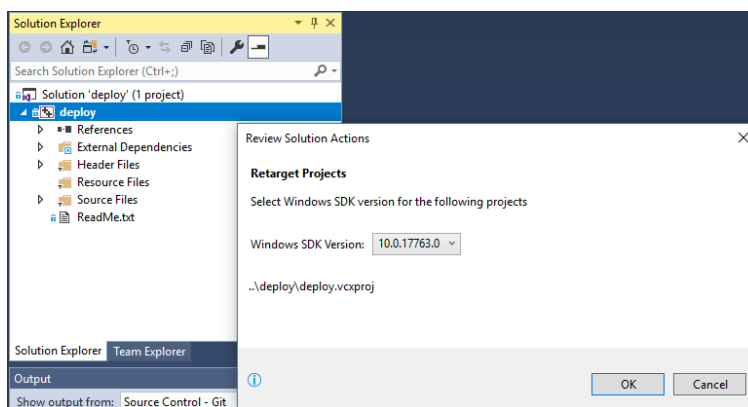 Solution Explorer
Search Solution Explorer (Ctrl+;)
Solution 'deploy' (1 project)
deploy
References
External Dependencies
Header Files
Resource Files
Source Files
ReadMe.txt
Solution Explorer Team Explorer
Output
Show output from: Source Control - Git
Review Solution Actions
Retarget Projects
Select Windows SDK version for the following projects
Windows SDK Version: 10.0.17763.0
..\deploy\deploy.vcxproj
OK Cancel